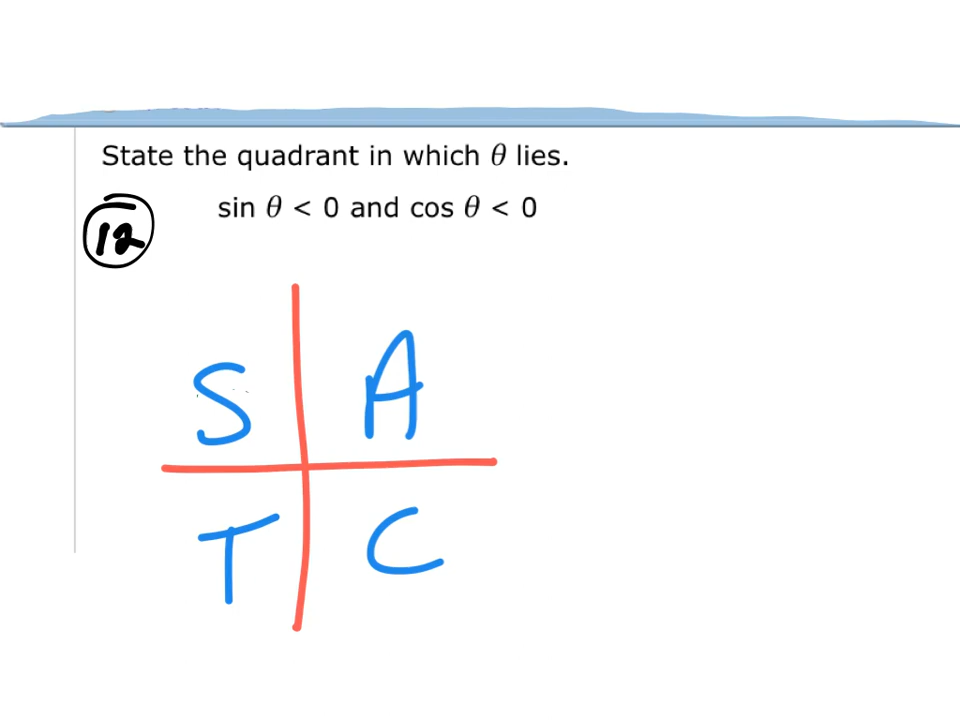 State the quadrant in which θ lies.
12
sin θ < 0 and cos θ < 0
S A
T C